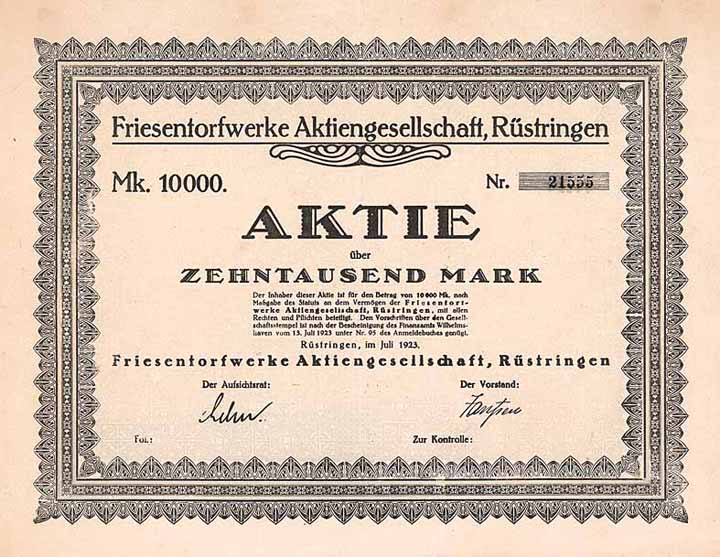 Friesentorfwerke Aktiengesellschaft, Rüstringen
Mk. 10000. Nr. 21555
AKTIE
über
ZEHNTAUSEND MARK
Der Inhaber dieser Aktie ist für den Betrag von 10000 Mk. nach
Maßgabe des Statuts an dem Vermögen der Friesentorf-
werke Aktiengesellschaft, Rüstringen, mit allen
Rechten und Pflichten beteiligt. Den Vorschriften über den Gesell-
schaftsstempel ist nach der Bescheinigung des Finanzamts Wilhelms-
haven vom 13. Juli 1923 unter Nr. 95 des Anmeldebuches genügt.
Rüstringen, im Juli 1923.
Friesentorfwerke Aktiengesellschaft, Rüstringen
Der Aufsichtsrat: Der Vorstand:
Fol.: Zur Kontrolle: